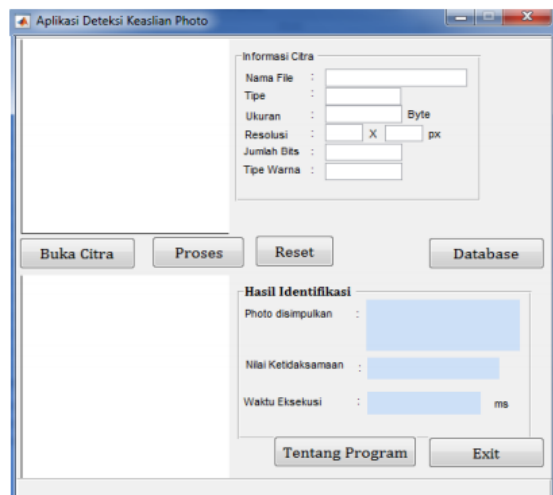 Aplikasi Deteksi Keaslian Photo
Informasi Citra
Nama File :
Tipe :
Ukuran : Byte
Resolusi : X px
Jumlah Bits :
Tipe Warna :
Buka Citra Proses Reset Database
Hasil Identifikasi
Photo disimpulkan :
Nilai Ketidaksamaan :
Waktu Eksekusi : ms
Tentang Program Exit